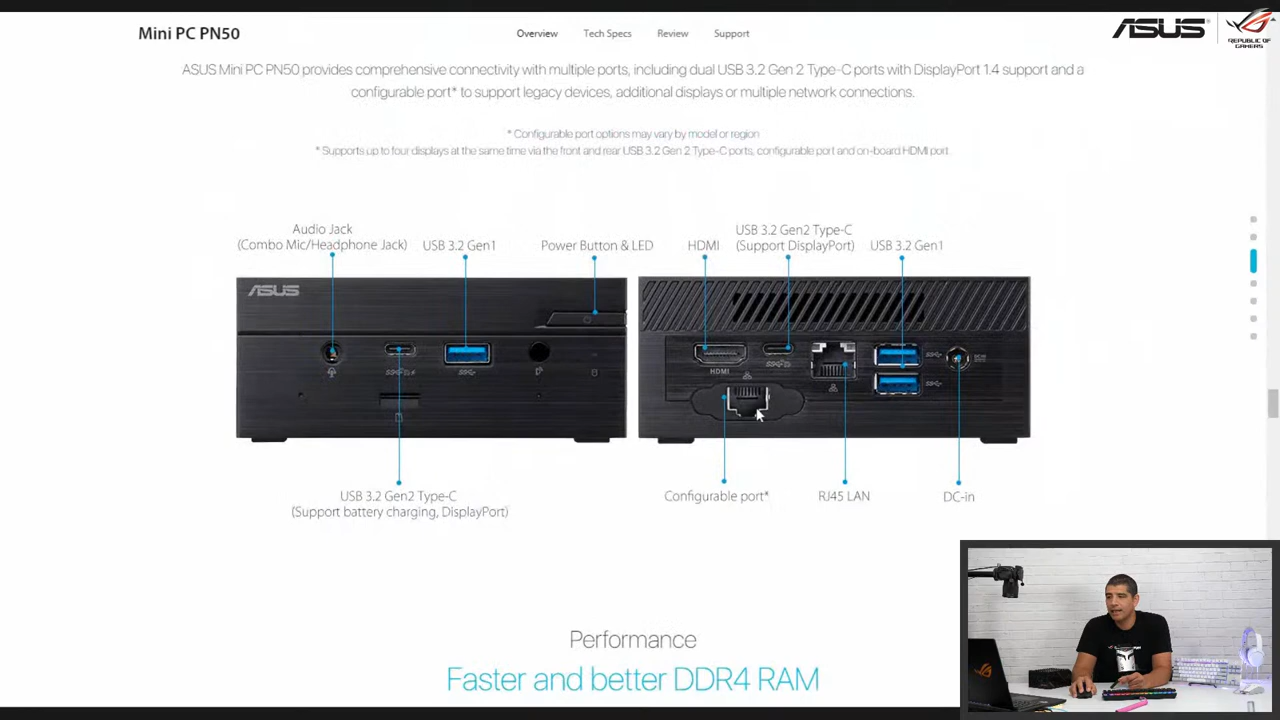 Mini PC PN50
Overview Tech Specs Review Support
ASUS
REPUBLIC OF
GAMERS
ASUS Mini PC PN50 provides comprehensive connectivity with multiple ports, including dual USB 3.2 Gen 2 Type-C ports with DisplayPort 1.4 support and a
configurable port* to support legacy devices, additional displays or multiple network connections.
* Configurable port options may vary by model or region
* Supports up to four displays at the same time via the front and rear USB 3.2 Gen 2 Type-C ports, configurable port and on-board HDMI port.
Audio Jack
(Combo Mic/Headphone Jack)
USB 3.2 Gen1
Power Button & LED
HDMI
USB 3.2 Gen2 Type-C
(Support DisplayPort)
USB 3.2 Gen1
ASUS
HDMI
USB 3.2 Gen2 Type-C
(Support battery charging, DisplayPort)
Configurable port*
RJ45 LAN
DC-in
Performance
Faster and better DDR4 RAM